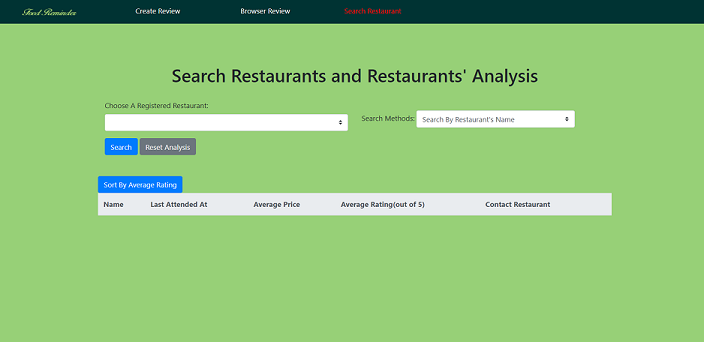 Food Reminder
Create Review
Browser Review
Search Restaurant
Search Restaurants and Restaurants' Analysis
Choose A Registered Restaurant:
Search Methods: Search By Restaurant's Name
Search Reset Analysis
Sort By Average Rating
Name Last Attended At Average Price Average Rating(out of 5) Contact Restaurant